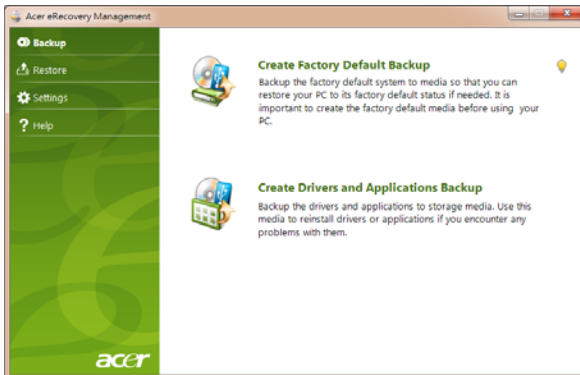 Acer eRecovery Management
Backup
Restore
Settings
? Help
Create Factory Default Backup
Backup the factory default system to media so that you can
restore your PC to its factory default status if needed. It is
important to create the factory default media before using your
PC.
Create Drivers and Applications Backup
Backup the drivers and applications to storage media. Use this
media to reinstall drivers or applications if you encounter any
problems with them.
acer